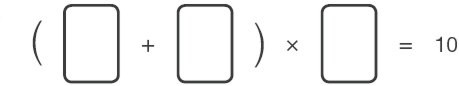 ( □ + □ ) × □ = 10